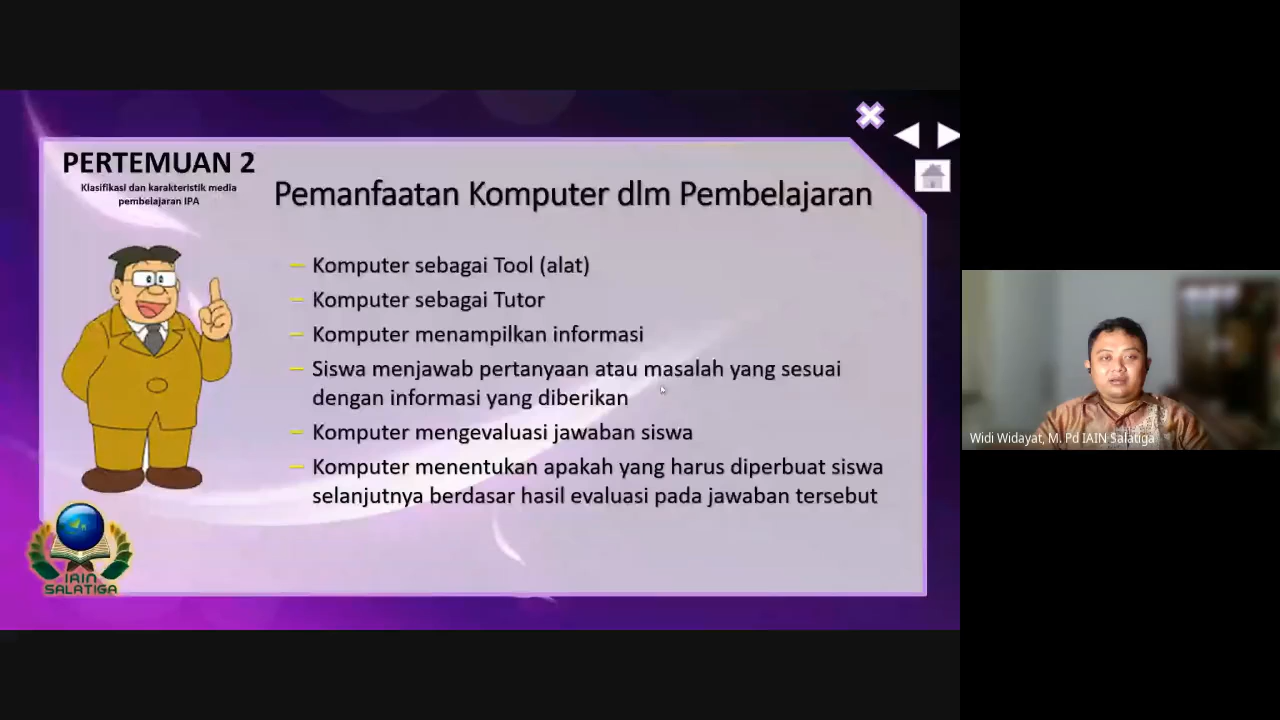 PERTEMUAN 2
Klasifikasi dan karakteristik media
pembelajaran IPA
Pemanfaatan Komputer dlm Pembelajaran
– Komputer sebagai Tool (alat)
– Komputer sebagai Tutor
– Komputer menampilkan informasi
– Siswa menjawab pertanyaan atau masalah yang sesuai
dengan informasi yang diberikan
– Komputer mengevaluasi jawaban siswa
– Komputer menentukan apakah yang harus diperbuat siswa
selanjutnya berdasar hasil evaluasi pada jawaban tersebut
IAIN
SALATIGA
Widi Widayat, M. Pd IAIN Salatiga